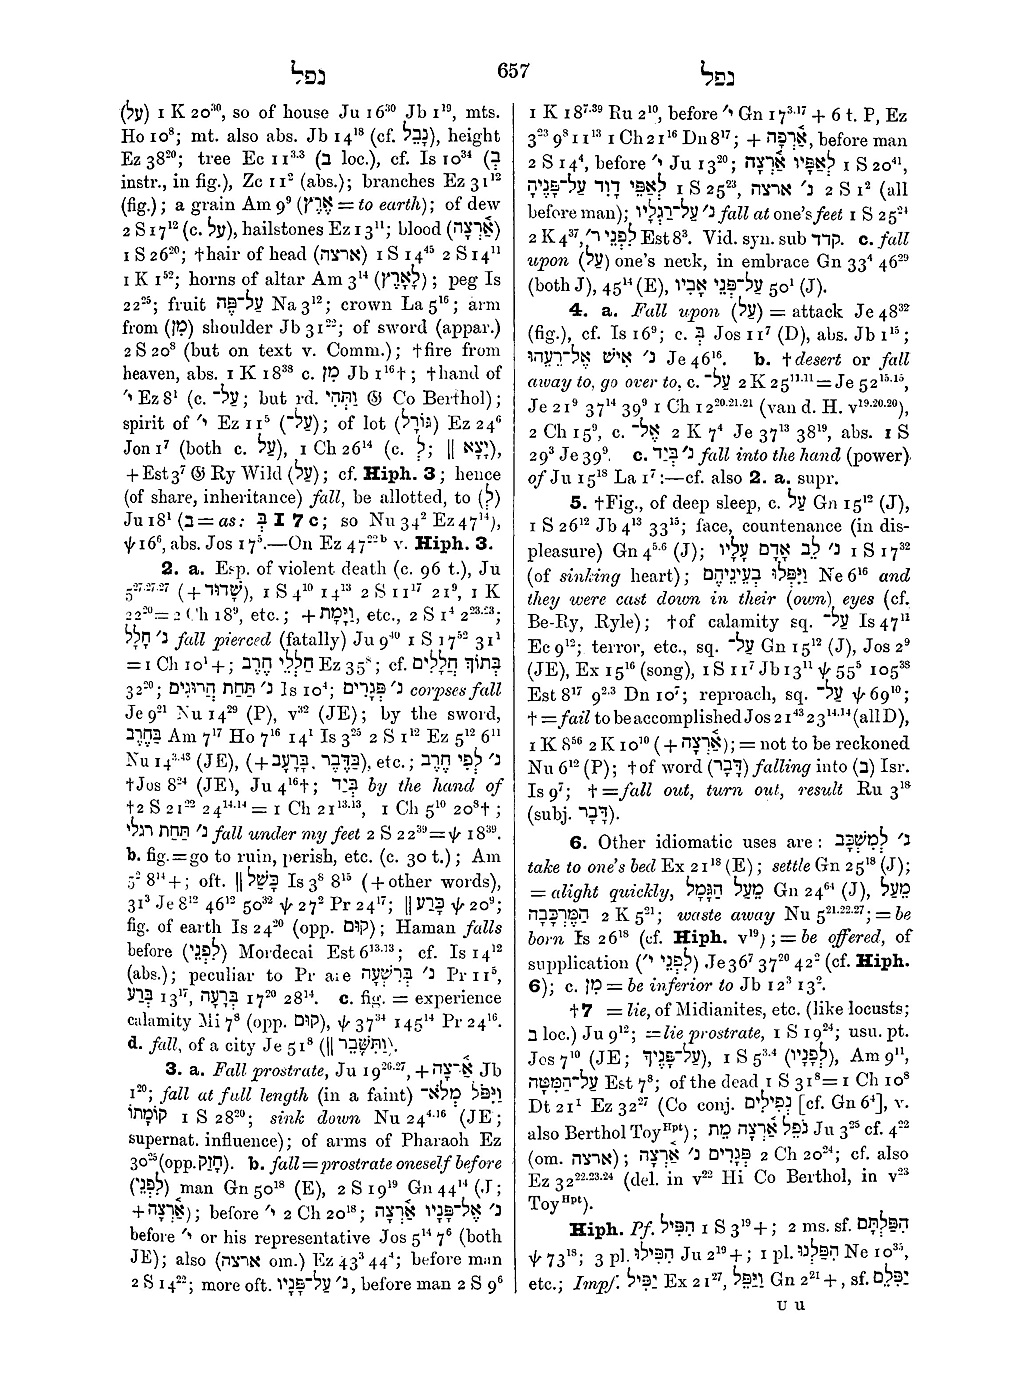 נפל 657 נפל
(עַל) 1 K 20³⁰, so of house Ju 16³⁰ Jb 1¹⁹, mts.
Ho 10⁸; mt. also abs. Jb 14¹⁸ (cf. נָבֵל), height
Ez 38²⁰; tree Ec 11³·³ (ב loc.), cf. Is 10³⁴ (בְּ
instr., in fig.), Zc 11² (abs.); branches Ez 31¹²
(fig.); a grain Am 9⁹ (אֶרֶץ = to earth); of dew
2 S 17¹² (c. עַל), hailstones Ez 13¹¹; blood (אַ֫רְצָה)
1 S 26²⁰; †hair of head (ארצה) 1 S 14⁴⁵ 2 S 14¹¹
1 K 1⁵²; horns of altar Am 3¹⁴ (לָאָרֶץ); peg Is
22²⁵; fruit עַל־פֶּה Na 3¹²; crown La 5¹⁶; arm
from (מִן) shoulder Jb 31²²; of sword (appar.)
2 S 20⁸ (but on text v. Comm.); †fire from
heaven, abs. 1 K 18³⁸ c. מִן Jb 1¹⁶†; †hand of
׳י Ez 8¹ (c. עַל־; but rd. וַתְּהִי 𝔊 Co Berthol);
spirit of ׳י Ez 11⁵ (עַל־); of lot (גּוֹרָל) Ez 24⁶
Jon 1⁷ (both c. עַל), 1 Ch 26¹⁴ (c. לְ; ‖ יָצָא),
+ Est 3⁷ 𝔊 Ry Wild (עַל); cf. Hiph. 3; hence
(of share, inheritance) fall, be allotted, to (לְ)
Ju 18¹ (ב = as: בְּ I 7 c; so Nu 34² Ez 47¹⁴),
ψ 16⁶, abs. Jos 17⁵.—On Ez 47²²ᵇ v. Hiph. 3.
2. a. Esp. of violent death (c. 96 t.), Ju
5²⁷·²⁷·²⁷ (+ שָׁדוּד), 1 S 4¹⁰ 14¹³ 2 S 11¹⁷ 21⁹, 1 K
22²⁰ = 2 Ch 18⁹, etc.; + וַיָּמֹת, etc., 2 S 1⁴ 2²³·²³;
נ׳ חָלָל fall pierced (fatally) Ju 9⁴⁰ 1 S 17⁵² 31¹
= 1 Ch 10¹ +; חַלְלֵי חֶרֶב Ez 35⁸; cf. בְּתוֹךְ חֲלָלִים
32²⁰; נ׳ תַּחַת הֲרוּגִים Is 10⁴; נ׳ פְּגָרִים corpses fall
Je 9²¹ Nu 14²⁹ (P), v³² (JE); by the sword,
בַּחֶרֶב Am 7¹⁷ Ho 7¹⁶ 14¹ Is 3²⁵ 2 S 1¹² Ez 5¹² 6¹¹
Nu 14³·⁴³ (JE), (+ בַּדֶּבֶר, בָּרָעָב), etc.; נ׳ לְפִי חֶרֶב
†Jos 8²⁴ (JE), Ju 4¹⁶†; בְּיַד by the hand of
†2 S 21²² 24¹⁴·¹⁴ = 1 Ch 21¹³·¹³, 1 Ch 5¹⁰ 20⁸†;
נ׳ תַּחַת רגלי fall under my feet 2 S 22³⁹ = ψ 18³⁹.
b. fig. = go to ruin, perish, etc. (c. 30 t.); Am
5² 8¹⁴ +; oft. ‖ כָּשַׁל Is 3⁸ 8¹⁵ (+ other words),
31³ Je 8¹² 46¹² 50³² ψ 27² Pr 24¹⁷; ‖ כָּרַע ψ 20⁹;
fig. of earth Is 24²⁰ (opp. קוּם); Haman falls
before (לִפְנֵי) Mordecai Est 6¹³·¹³; cf. Is 14¹²
(abs.); peculiar to Pr are נ׳ בְּרִשְׁעָה Pr 11⁵,
בְּרַע 13¹⁷, בְּרָעָה 17²⁰ 28¹⁴. c. fig. = experience
calamity Mi 7⁸ (opp. קוּם), ψ 37³⁴ 145¹⁴ Pr 24¹⁶.
d. fall, of a city Je 51⁸ (‖ וַתִּשָּׁבֵר).
3. a. Fall prostrate, Ju 19²⁶·²⁷, + אַ֫־צָה Jb
1²⁰; fall at full length (in a faint) וַיִּפֹּל מְלֹא־
קוֹמָתוֹ 1 S 28²⁰; sink down Nu 24⁴·¹⁶ (JE;
supernat. influence); of arms of Pharaoh Ez
30²⁵ (opp. חָזַק). b. fall = prostrate oneself before
(לִפְנֵי) man Gn 50¹⁸ (E), 2 S 19¹⁹ Gn 44¹⁴ (J;
+ אַ֫רְצָה); before ׳י 2 Ch 20¹⁸; נ׳ אֶל־פָּנָיו אַ֫רְצָה
before ׳י or his representative Jos 5¹⁴ 7⁶ (both
JE); also (ארצה om.) Ez 43³ 44⁴; before man
2 S 14²²; more oft. נ׳ עַל־פָּנָיו, before man 2 S 9⁶
1 K 18⁷·³⁹ Ru 2¹⁰, before ׳י Gn 17³·¹⁷ + 6 t. P, Ez
3²³ 9⁸ 11¹³ 1 Ch 21¹⁶ Dn 8¹⁷; + אַ֫רְצָה, before man
2 S 14⁴, before ׳י Ju 13²⁰; לְאַפָּיו אַ֫רְצָה 1 S 20⁴¹,
לְאַפֵּי דָוִד עַל־פָּנֶיהָ 1 S 25²³, נ׳ ארצה 2 S 1² (all
before man); נ׳ עַל־רַגְלָיו fall at one's feet 1 S 25²⁴
2 K 4³⁷, לִפְנֵי ר׳ Est 8³. Vid. syn. sub קדד. c. fall
upon (עַל) one's neck, in embrace Gn 33⁴ 46²⁹
(both J), 45¹⁴ (E), עַל־פְּנֵי אָבִיו 50¹ (J).
4. a. Fall upon (עַל) = attack Je 48³²
(fig.), cf. Is 16⁹; c. בְּ Jos 11⁷ (D), abs. Jb 1¹⁵;
נ׳ אִישׁ אֶל־רֵעֵהוּ Je 46¹⁶. b. †desert or fall
away to, go over to, c. עַל־ 2 K 25¹¹·¹¹ = Je 52¹⁵·¹⁵,
Je 21⁹ 37¹⁴ 39⁹ 1 Ch 12²⁰·²¹·²¹ (van d. H. v¹⁹·²⁰·²⁰),
2 Ch 15⁹, c. אֶל־ 2 K 7⁴ Je 37¹³ 38¹⁹, abs. 1 S
29³ Je 39⁹. c. נ׳ בְּיַד fall into the hand (power)
of Ju 15¹⁸ La 1⁷:—cf. also 2. a. supr.
5. †Fig., of deep sleep, c. עַל Gn 15¹² (J),
1 S 26¹² Jb 4¹³ 33¹⁵; face, countenance (in dis-
pleasure) Gn 4⁵·⁶ (J); נ׳ לֵב אָדָם עָלָיו 1 S 17³²
(of sinking heart); וַיִּפְּלוּ בְּעֵינֵיהֶם Ne 6¹⁶ and
they were cast down in their (own) eyes (cf.
Be-Ry, Ryle); †of calamity sq. עַל־ Is 47¹¹
Ec 9¹²; terror, etc., sq. עַל־ Gn 15¹² (J), Jos 2⁹
(JE), Ex 15¹⁶ (song), 1 S 11⁷ Jb 13¹¹ ψ 55⁵ 105³⁸
Est 8¹⁷ 9²·³ Dn 10⁷; reproach, sq. עַל־ ψ 69¹⁰;
† = fail to be accomplished Jos 21⁴³ 23¹⁴·¹⁴ (all D),
1 K 8⁵⁶ 2 K 10¹⁰ (+ אַ֫רְצָה); = not to be reckoned
Nu 6¹² (P); †of word (דָּבָר) falling into (ב) Isr.
Is 9⁷; † = fall out, turn out, result Ru 3¹⁸
(subj. דָּבָר).
6. Other idiomatic uses are: נ׳ לְמִשְׁכָּב
take to one's bed Ex 21¹⁸ (E); settle Gn 25¹⁸ (J);
= alight quickly, מֵעַל הַגָּמָל Gn 24⁶⁴ (J), מֵעַל
הַמֶּרְכָּבָה 2 K 5²¹; waste away Nu 5²¹·²²·²⁷; = be
born Is 26¹⁸ (cf. Hiph. v¹⁹); = be offered, of
supplication (לִפְנֵי י׳) Je 36⁷ 37²⁰ 42² (cf. Hiph.
6); c. מִן = be inferior to Jb 12³ 13².
†7 = lie, of Midianites, etc. (like locusts;
ב loc.) Ju 9¹²; = lie prostrate, 1 S 19²⁴; usu. pt.
Jos 7¹⁰ (JE; עַל־פָּנֶיךָ), 1 S 5³·⁴ (לְפָנָיו), Am 9¹¹,
עַל־הַמִּטָּה Est 7⁸; of the dead 1 S 31⁸ = 1 Ch 10⁸
Dt 21¹ Ez 32²⁷ (Co conj. נְפִילִים [cf. Gn 6⁴], v.
also Berthol Toyᴴᵖᵗ); נֹפֵל אַ֫רְצָה מֵת Ju 3²⁵ cf. 4²²
(om. ארצה); פְּגָרִים נ׳ אַ֫רְצָה 2 Ch 20²⁴; cf. also
Ez 32²²·²³·²⁴ (del. in v²² Hi Co Berthol, in v²³
Toyᴴᵖᵗ).
Hiph. Pf. הִפִּיל 1 S 3¹⁹ +; 2 ms. sf. הִפַּלְתָּם
ψ 73¹⁸; 3 pl. הִפִּילוּ Ju 2¹⁹ +; 1 pl. הִפַּלְנוּ Ne 10³⁵,
etc.; Impf. יַפִּיל Ex 21²⁷, וַיַּפֵּל Gn 2²¹ +, sf. יַפִּלֵם
U u